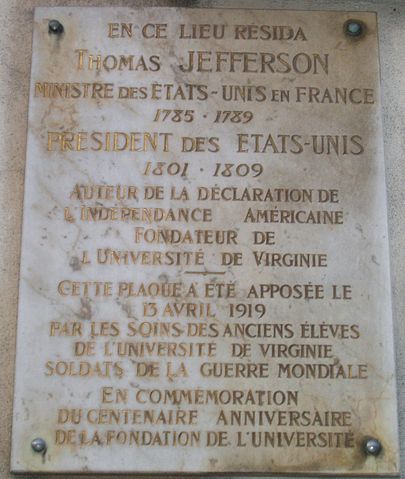 En ce lieu résida
Thomas JEFFERSON
Ministre des États-Unis en France
1785 · 1789
Président des États-Unis
1801 · 1809
Auteur de la Déclaration de
l'Indépendance Américaine
Fondateur de
l'Université de Virginie
Cette plaque a été apposée le
13 avril 1919
par les soins des anciens élèves
de l'Université de Virginie
soldats de la Guerre Mondiale
En commémoration
du centenaire anniversaire
de la fondation de l'Université